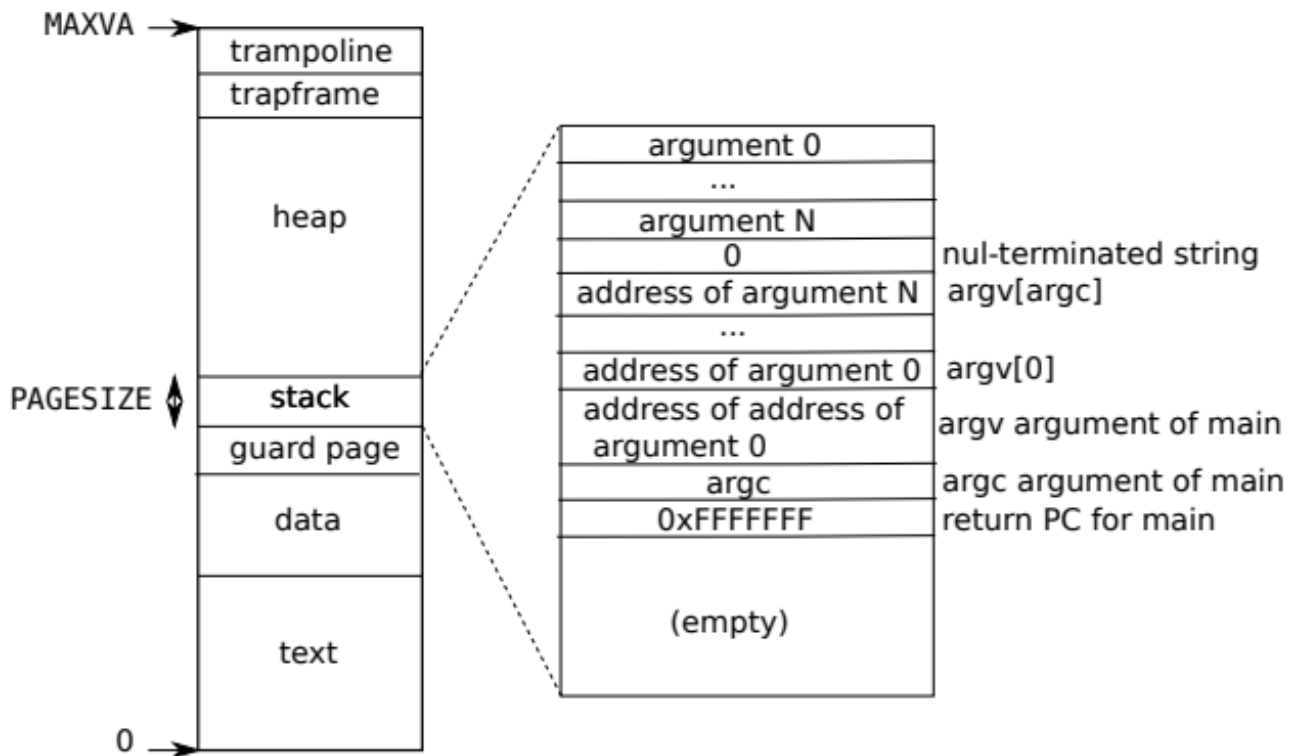 MAXVA
trampoline
trapframe
heap
PAGESIZE
stack
guard page
data
text
0
argument 0
...
argument N
0
nul-terminated string
address of argument N
argv[argc]
...
address of argument 0
argv[0]
address of address of
argument 0
argv argument of main
argc
argc argument of main
0xFFFFFFF
return PC for main
(empty)